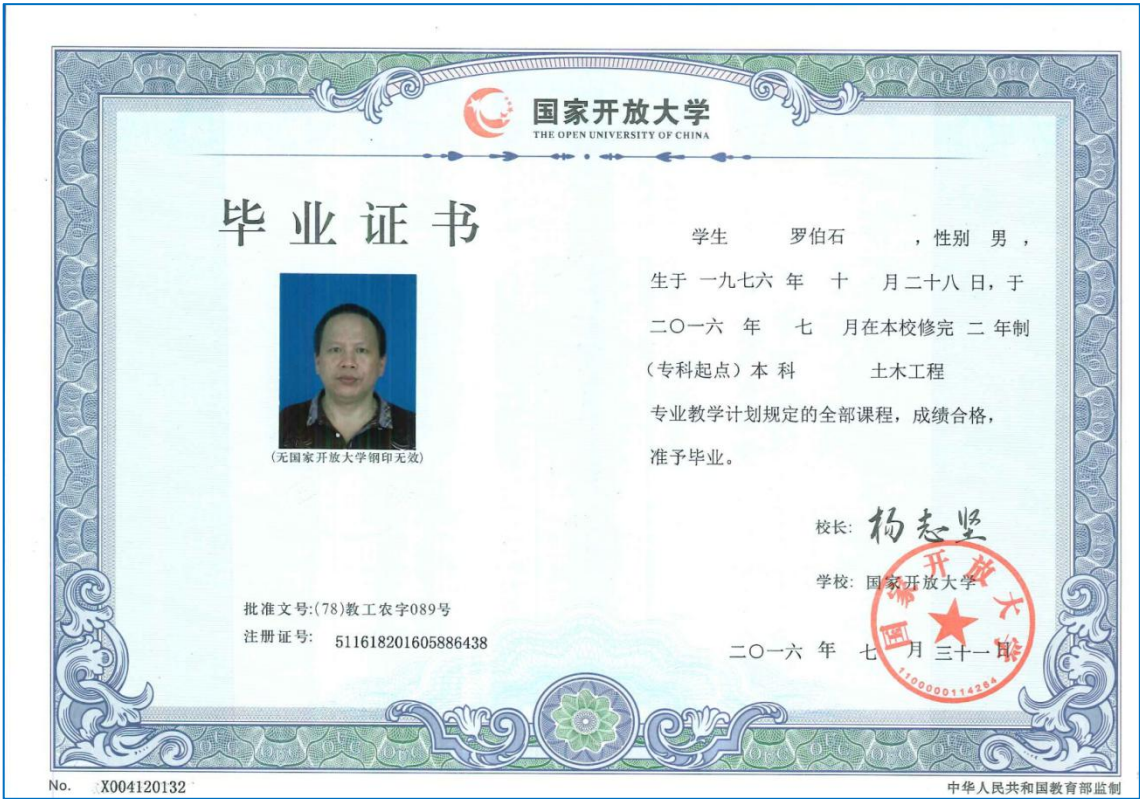 国家开放大学
THE OPEN UNIVERSITY OF CHINA
毕业证书
(无国家开放大学钢印无效)
批准文号:(78)教工农字089号
注册证号: 511618201605886438
学生 罗伯石 ，性别 男 ，
生于 一九七六 年 十 月二十八 日，于
二〇一六 年 七 月在本校修完 二 年制
（专科起点）本 科 土木工程
专业教学计划规定的全部课程，成绩合格，
准予毕业。
校长: 杨志坚
学校: 国家开放大学
二〇一六 年 七 月 三十一 日
国家开放大学
1100000114264
No. X004120132
中华人民共和国教育部监制